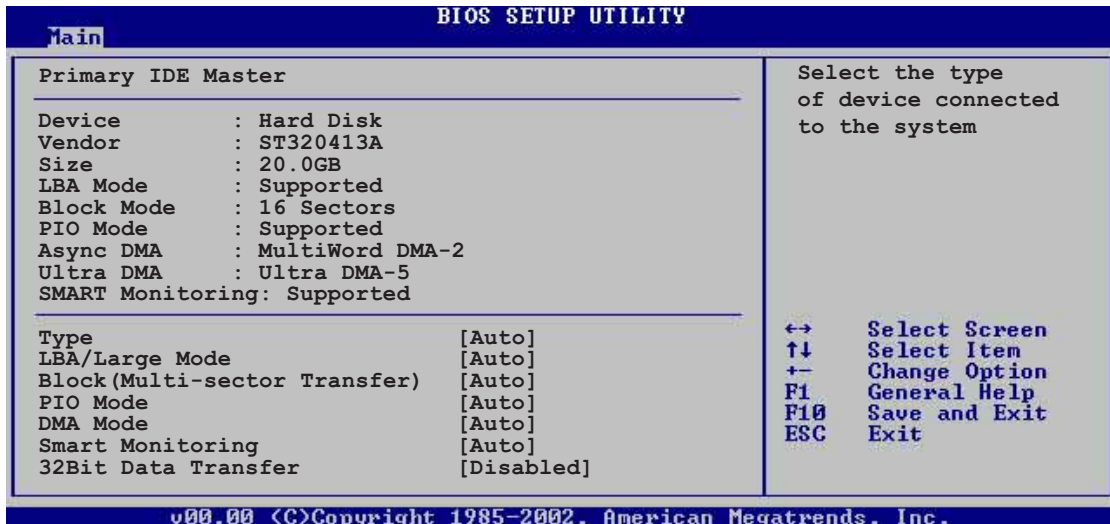 BIOS SETUP UTILITY
Main
Primary IDE Master
Device : Hard Disk
Vendor : ST320413A
Size : 20.0GB
LBA Mode : Supported
Block Mode : 16 Sectors
PIO Mode : Supported
Async DMA : MultiWord DMA-2
Ultra DMA : Ultra DMA-5
SMART Monitoring: Supported
Type [Auto]
LBA/Large Mode [Auto]
Block(Multi-sector Transfer) [Auto]
PIO Mode [Auto]
DMA Mode [Auto]
Smart Monitoring [Auto]
32Bit Data Transfer [Disabled]
Select the type
of device connected
to the system
↔ Select Screen
↑↓ Select Item
+- Change Option
F1 General Help
F10 Save and Exit
ESC Exit
v00.00 (C)Copyright 1985-2002, American Megatrends, Inc.